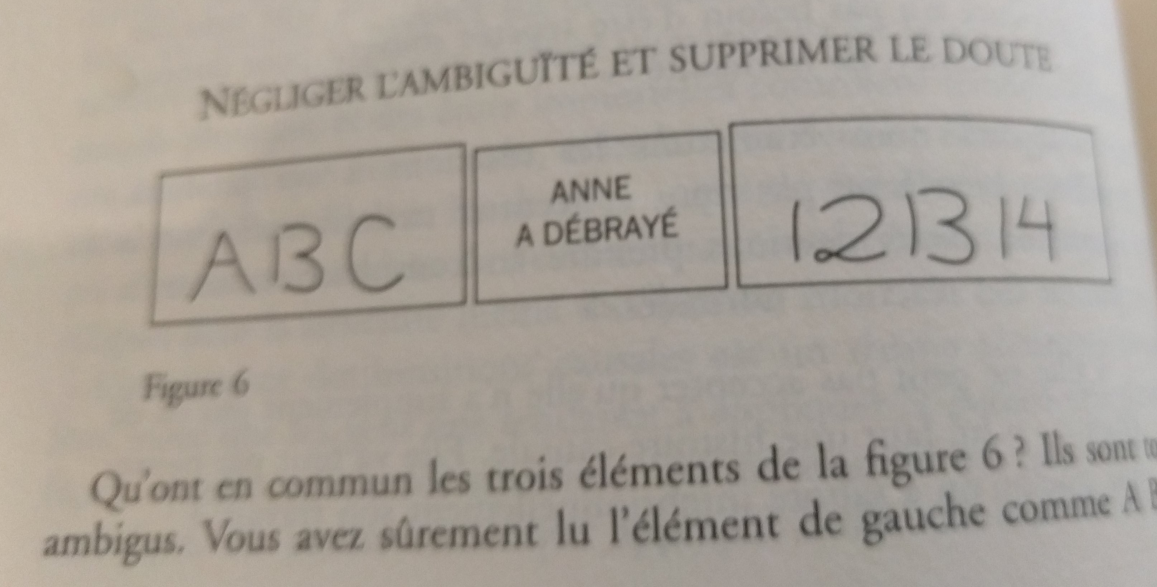 NÉGLIGER L'AMBIGUÏTÉ ET SUPPRIMER LE DOUTE
A B C
ANNE
A DÉBRAYÉ
12 13 14
Figure 6
Qu'ont en commun les trois éléments de la figure 6 ? Ils sont
ambigus. Vous avez sûrement lu l'élément de gauche comme A